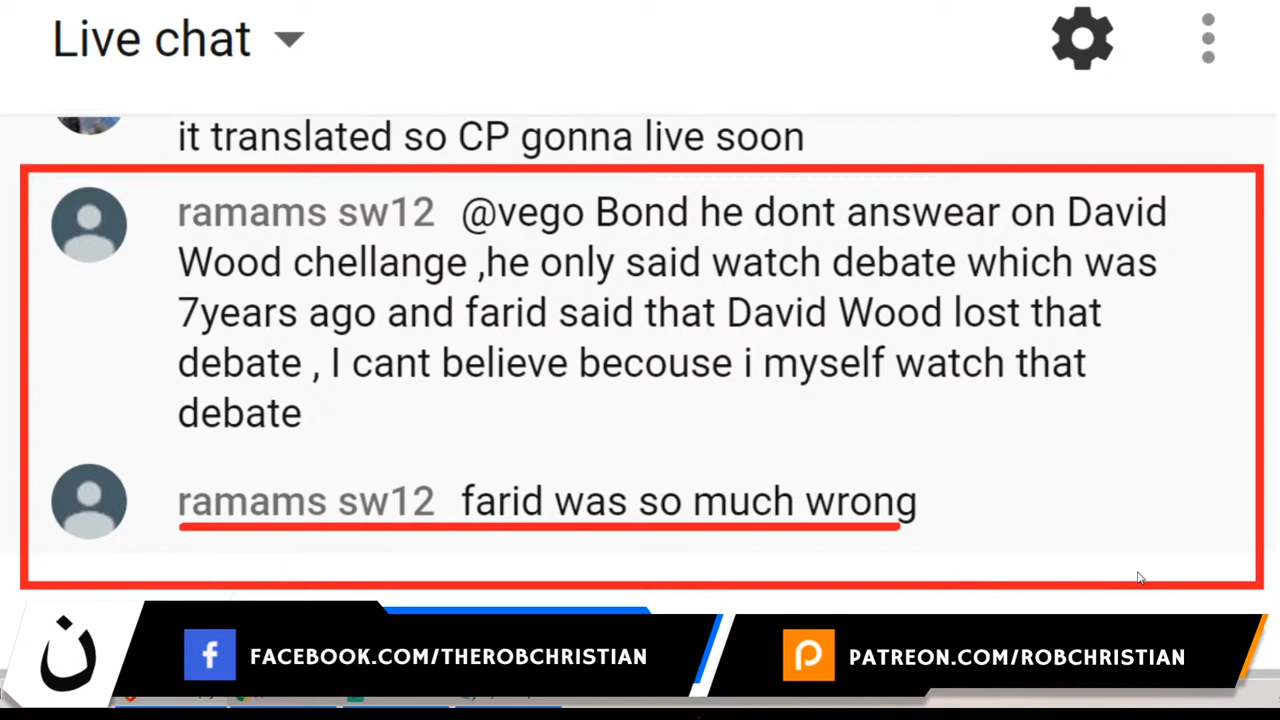 Live chat
it translated so CP gonna live soon
ramams sw12 @vego Bond he dont answear on David
Wood chellange ,he only said watch debate which was
7years ago and farid said that David Wood lost that
debate , I cant believe becouse i myself watch that
debate
ramams sw12 farid was so much wrong
ن
FACEBOOK.COM/THEROBCHRISTIAN
PATREON.COM/ROBCHRISTIAN